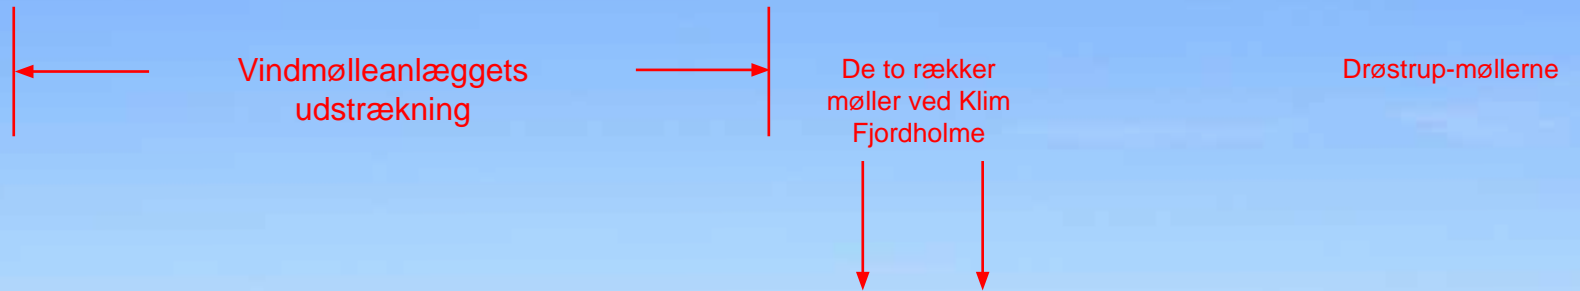 Vindmølleanlæggets
udstrækning
De to rækker
møller ved Klim
Fjordholme
Drøstrup-møllerne